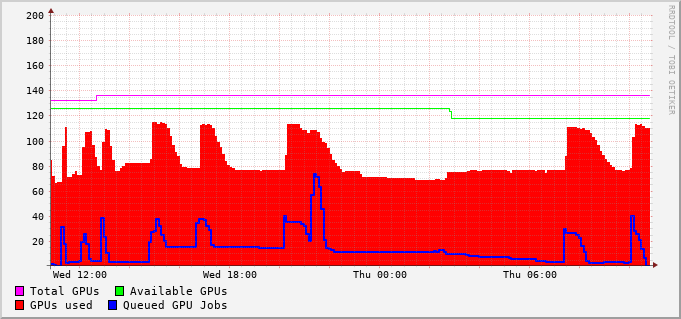 200
180
160
140
120
100
80
60
40
20
Wed 12:00 Wed 18:00 Thu 00:00 Thu 06:00
Total GPUs Available GPUs
GPUs used Queued GPU Jobs
RRDTOOL / TOBI OETIKER